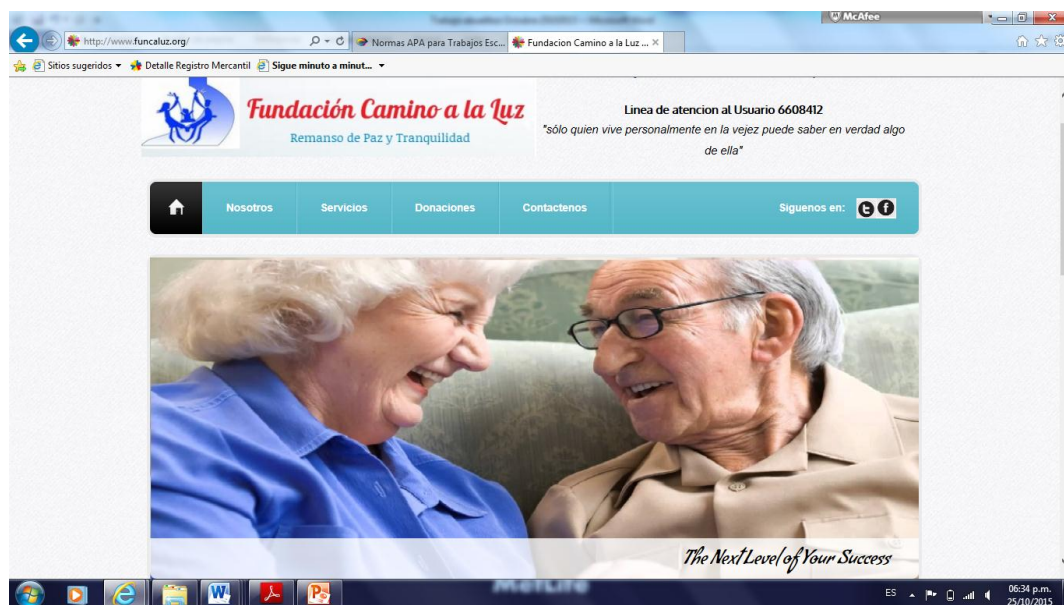 McAfee
http://www.funcaluz.org/
Normas APA para Trabajos Esc...
Fundacion Camino a la Luz ...
Sitios sugeridos
Detalle Registro Mercantil
Sigue minuto a minut...
Fundación Camino a la Luz
Remanso de Paz y Tranquilidad
Linea de atencion al Usuario 6608412
"sólo quien vive personalmente en la vejez puede saber en verdad algo
de ella"
Nosotros
Servicios
Donaciones
Contactenos
Siguenos en:
The Next Level of Your Success
MetLife
ES
06:34 p.m.
25/10/2015